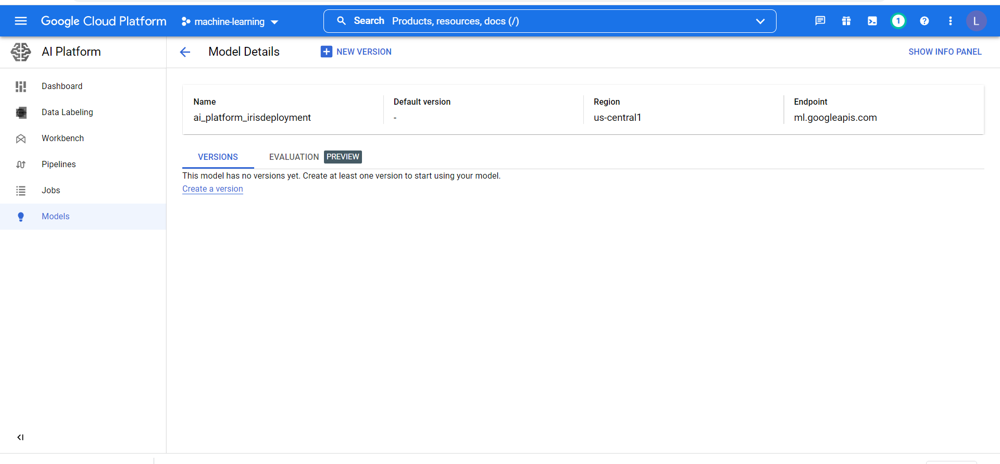 Google Cloud Platform
machine-learning
Search Products, resources, docs (/)
1
L
AI Platform
Model Details
NEW VERSION
SHOW INFO PANEL
Dashboard
Data Labeling
Workbench
Pipelines
Jobs
Models
Name
ai_platform_irisdeployment
Default version
-
Region
us-central1
Endpoint
ml.googleapis.com
VERSIONS
EVALUATION PREVIEW
This model has no versions yet. Create at least one version to start using your model.
Create a version